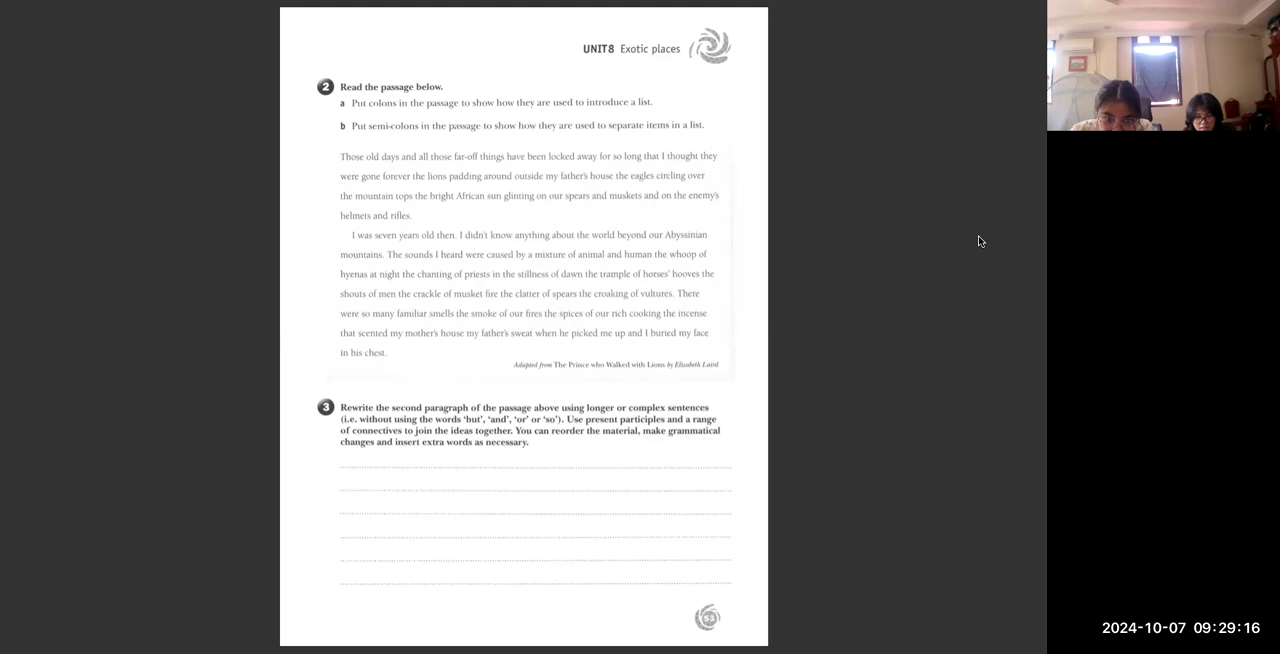 UNIT 8 Exotic places
2 Read the passage below.
a Put colons in the passage to show how they are used to introduce a list.
b Put semi-colons in the passage to show how they are used to separate items in a list.
Those old days and all those far-off things have been locked away for so long that I thought they
were gone forever the lions padding around outside my father's house the eagles circling over
the mountain tops the bright African sun glinting on our spears and muskets and on the enemy's
helmets and rifles.
I was seven years old then. I didn't know anything about the world beyond our Abyssinian
mountains. The sounds I heard were caused by a mixture of animal and human the whoop of
hyenas at night the chanting of priests in the stillness of dawn the trample of horses' hooves the
shouts of men the crackle of musket fire the clatter of spears the croaking of vultures. There
were so many familiar smells the smoke of our fires the spices of our rich cooking the incense
that scented my mother's house my father's sweat when he picked me up and I buried my face
in his chest.
Adapted from The Prince who Walked with Lions by Elizabeth Laird
3 Rewrite the second paragraph of the passage above using longer or complex sentences
(i.e. without using the words 'but', 'and', 'or' or 'so'). Use present participles and a range
of connectives to join the ideas together. You can reorder the material, make grammatical
changes and insert extra words as necessary.
53
2024-10-07 09:29:16